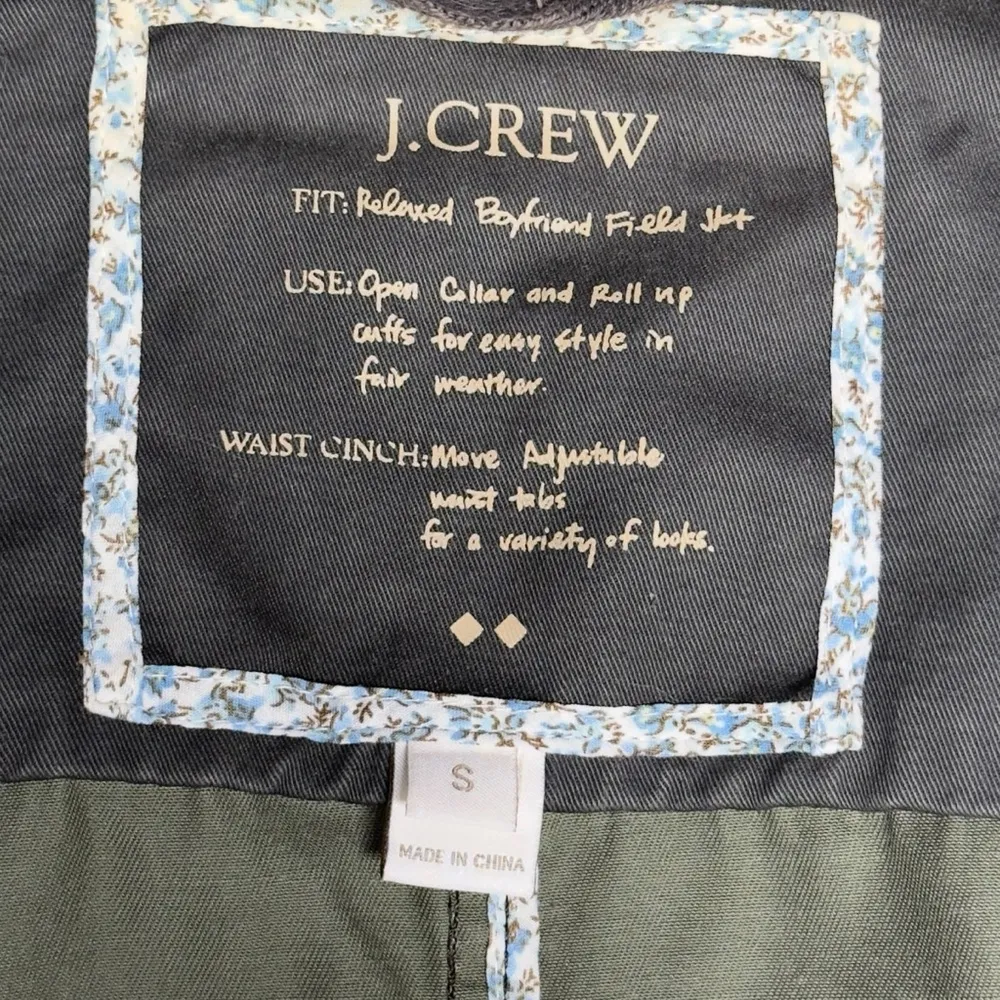 J.CREW
FIT: Relaxed Boyfriend Field Jkt
USE: Open Collar and Roll up
cuffs for easy style in
fair weather.
WAIST CINCH: Move Adjustable
waist tabs
for a variety of looks.
S
MADE IN CHINA